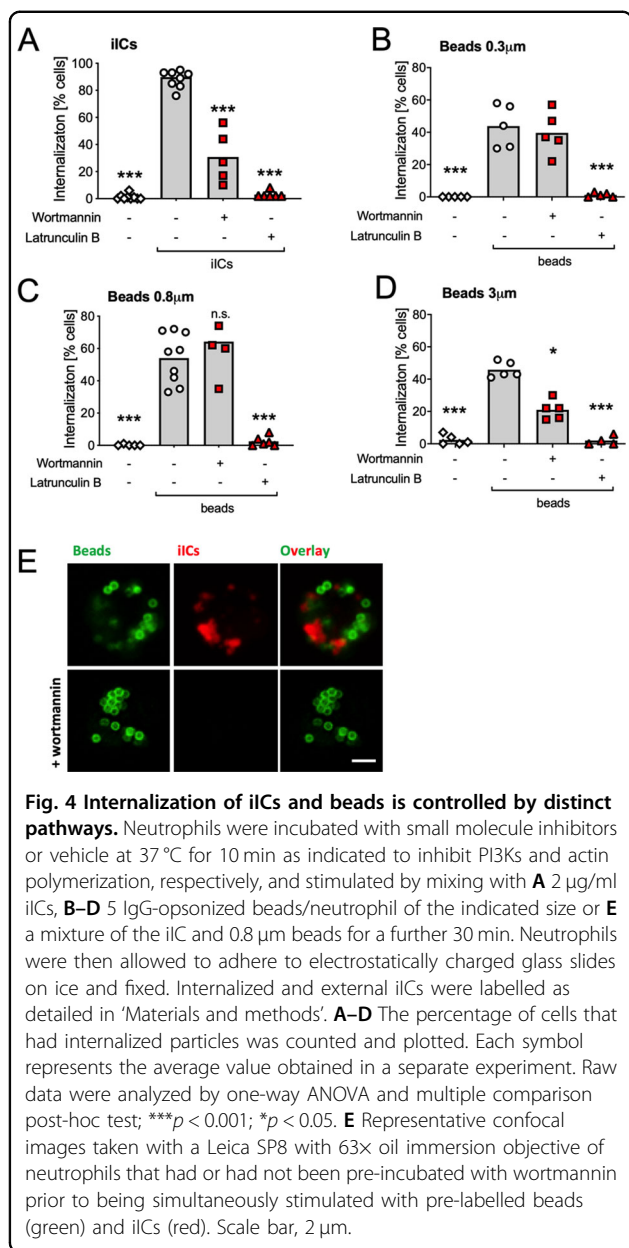 A
iICs
Internalizaton [% cells]
100
80
60
40
20
0
***
***
***
Wortmannin - - + -
Latrunculin B - - - +
iICs
B
Beads 0.3µm
Internalizaton [% cells]
80
60
40
20
0
***
***
- - + -
- - - +
beads
C
Beads 0.8µm
Internalizaton [% cells]
60
40
20
0
***
n.s.
***
Wortmannin - - + -
Latrunculin B - - - +
beads
D
Beads 3µm
Internalizaton [% cells]
80
60
40
20
0
***
*
***
- - + -
- - - +
beads
E
Beads iICs Overlay
+ wortmannin
Fig. 4 Internalization of iICs and beads is controlled by distinct
pathways. Neutrophils were incubated with small molecule inhibitors
or vehicle at 37 °C for 10 min as indicated to inhibit PI3Ks and actin
polymerization, respectively, and stimulated by mixing with A 2 µg/ml
iICs, B–D 5 IgG-opsonized beads/neutrophil of the indicated size or E
a mixture of the iIC and 0.8 µm beads for a further 30 min. Neutrophils
were then allowed to adhere to electrostatically charged glass slides
on ice and fixed. Internalized and external iICs were labelled as
detailed in ‘Materials and methods’. A–D The percentage of cells that
had internalized particles was counted and plotted. Each symbol
represents the average value obtained in a separate experiment. Raw
data were analyzed by one-way ANOVA and multiple comparison
post-hoc test; ***p < 0.001; *p < 0.05. E Representative confocal
images taken with a Leica SP8 with 63× oil immersion objective of
neutrophils that had or had not been pre-incubated with wortmannin
prior to being simultaneously stimulated with pre-labelled beads
(green) and iICs (red). Scale bar, 2 µm.